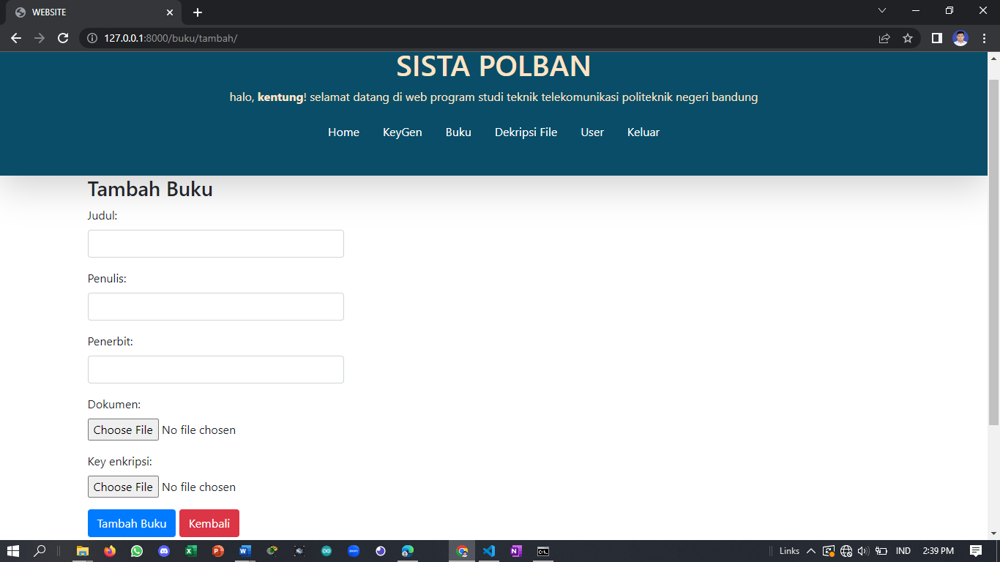 WEBSITE
127.0.0.1:8000/buku/tambah/
SISTA POLBAN
halo, kentung! selamat datang di web program studi teknik telekomunikasi politeknik negeri bandung
Home KeyGen Buku Dekripsi File User Keluar
Tambah Buku
Judul:
Penulis:
Penerbit:
Dokumen:
Choose File No file chosen
Key enkripsi:
Choose File No file chosen
Tambah Buku Kembali
Links IND 2:39 PM